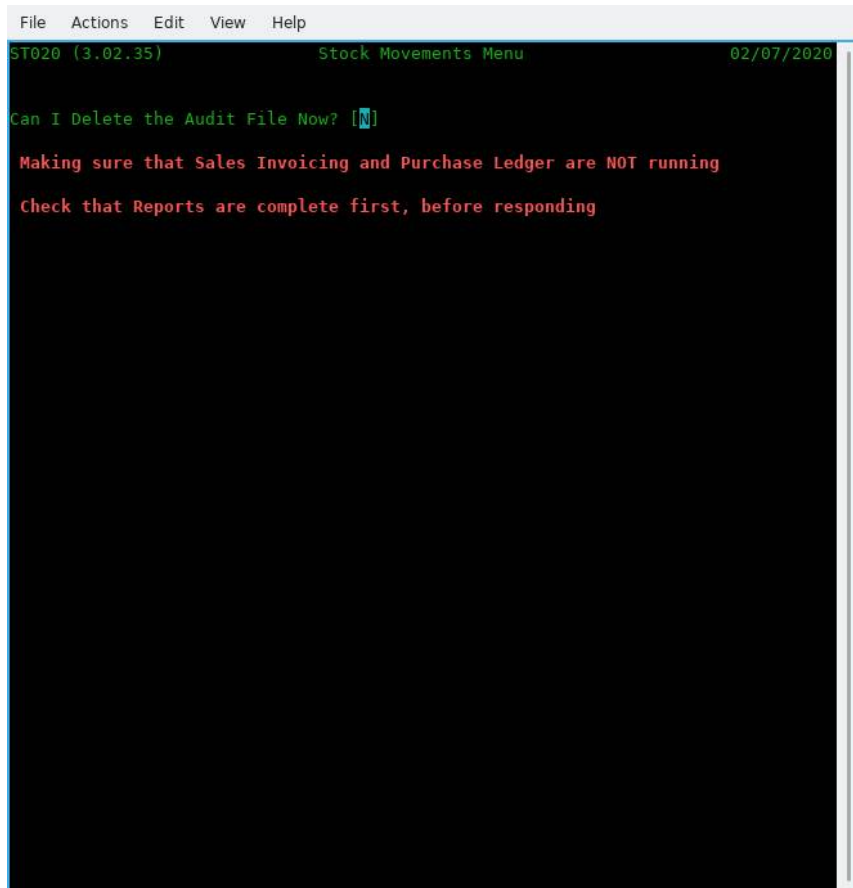 File Actions Edit View Help
ST020 (3.02.35) Stock Movements Menu 02/07/2020
Can I Delete the Audit File Now? [N]
Making sure that Sales Invoicing and Purchase Ledger are NOT running
Check that Reports are complete first, before responding